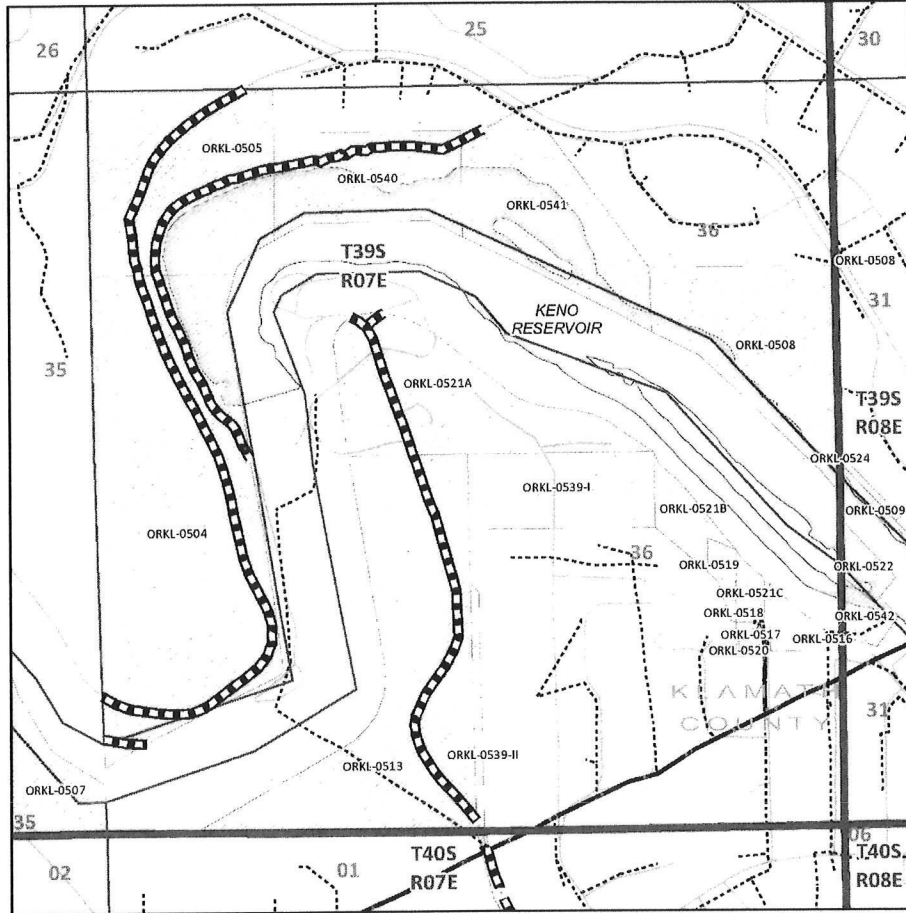 26
25
30
ORKL-0505
ORKL-0540
ORKL-0541
36
T39S
R07E
ORKL-0508
31
KENO
RESERVOIR
ORKL-0508
35
ORKL-0521A
T39S
R08E
ORKL-0524
ORKL-0539-I
ORKL-0521B
ORKL-0509
ORKL-0504
36
ORKL-0519
ORKL-0522
ORKL-0521C
ORKL-0518
ORKL-0542
ORKL-0517
ORKL-0516
ORKL-0520
KLAMATH
COUNTY
31
ORKL-0539-II
ORKL-0513
ORKL-0507
35
06
T40S
R07E
T40S
R08E
02
01